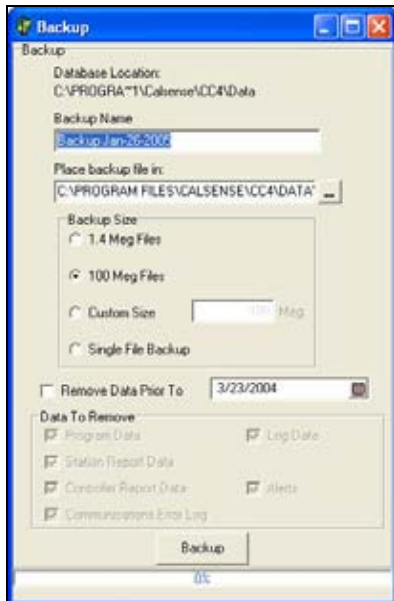 Backup
Backup
Database Location:
C:\PROGRA~1\Calsense\CC4\Data
Backup Name
Backup-Jan-26-2005
Place backup file in:
C:\PROGRAM FILES\CALSENSE\CC4\DATA\ ...
Backup Size
1.4 Meg Files
100 Meg Files
Custom Size 100 Meg
Single File Backup
Remove Data Prior To 3/23/2004
Data To Remove
Program Data Log Data
Station Report Data
Controller Report Data Alerts
Communications Error Log
Backup
0%